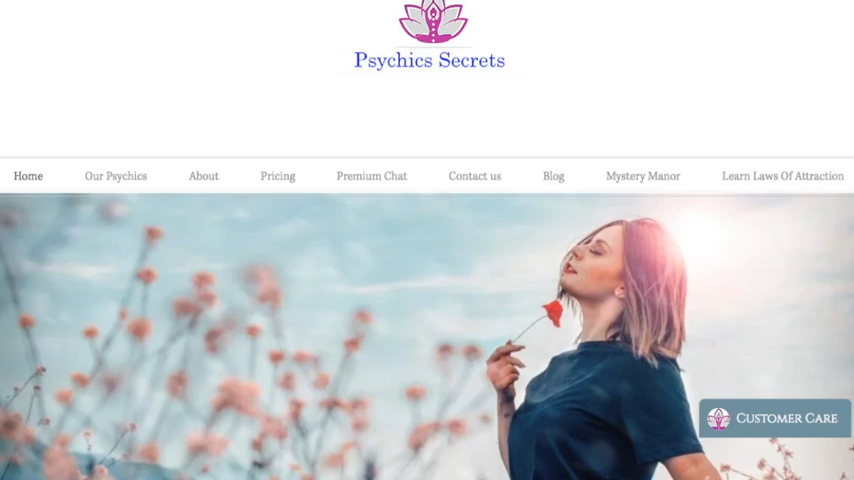 Psychics Secrets
Home Our Psychics About Pricing Premium Chat Contact us Blog Mystery Manor Learn Laws Of Attraction
Customer Care